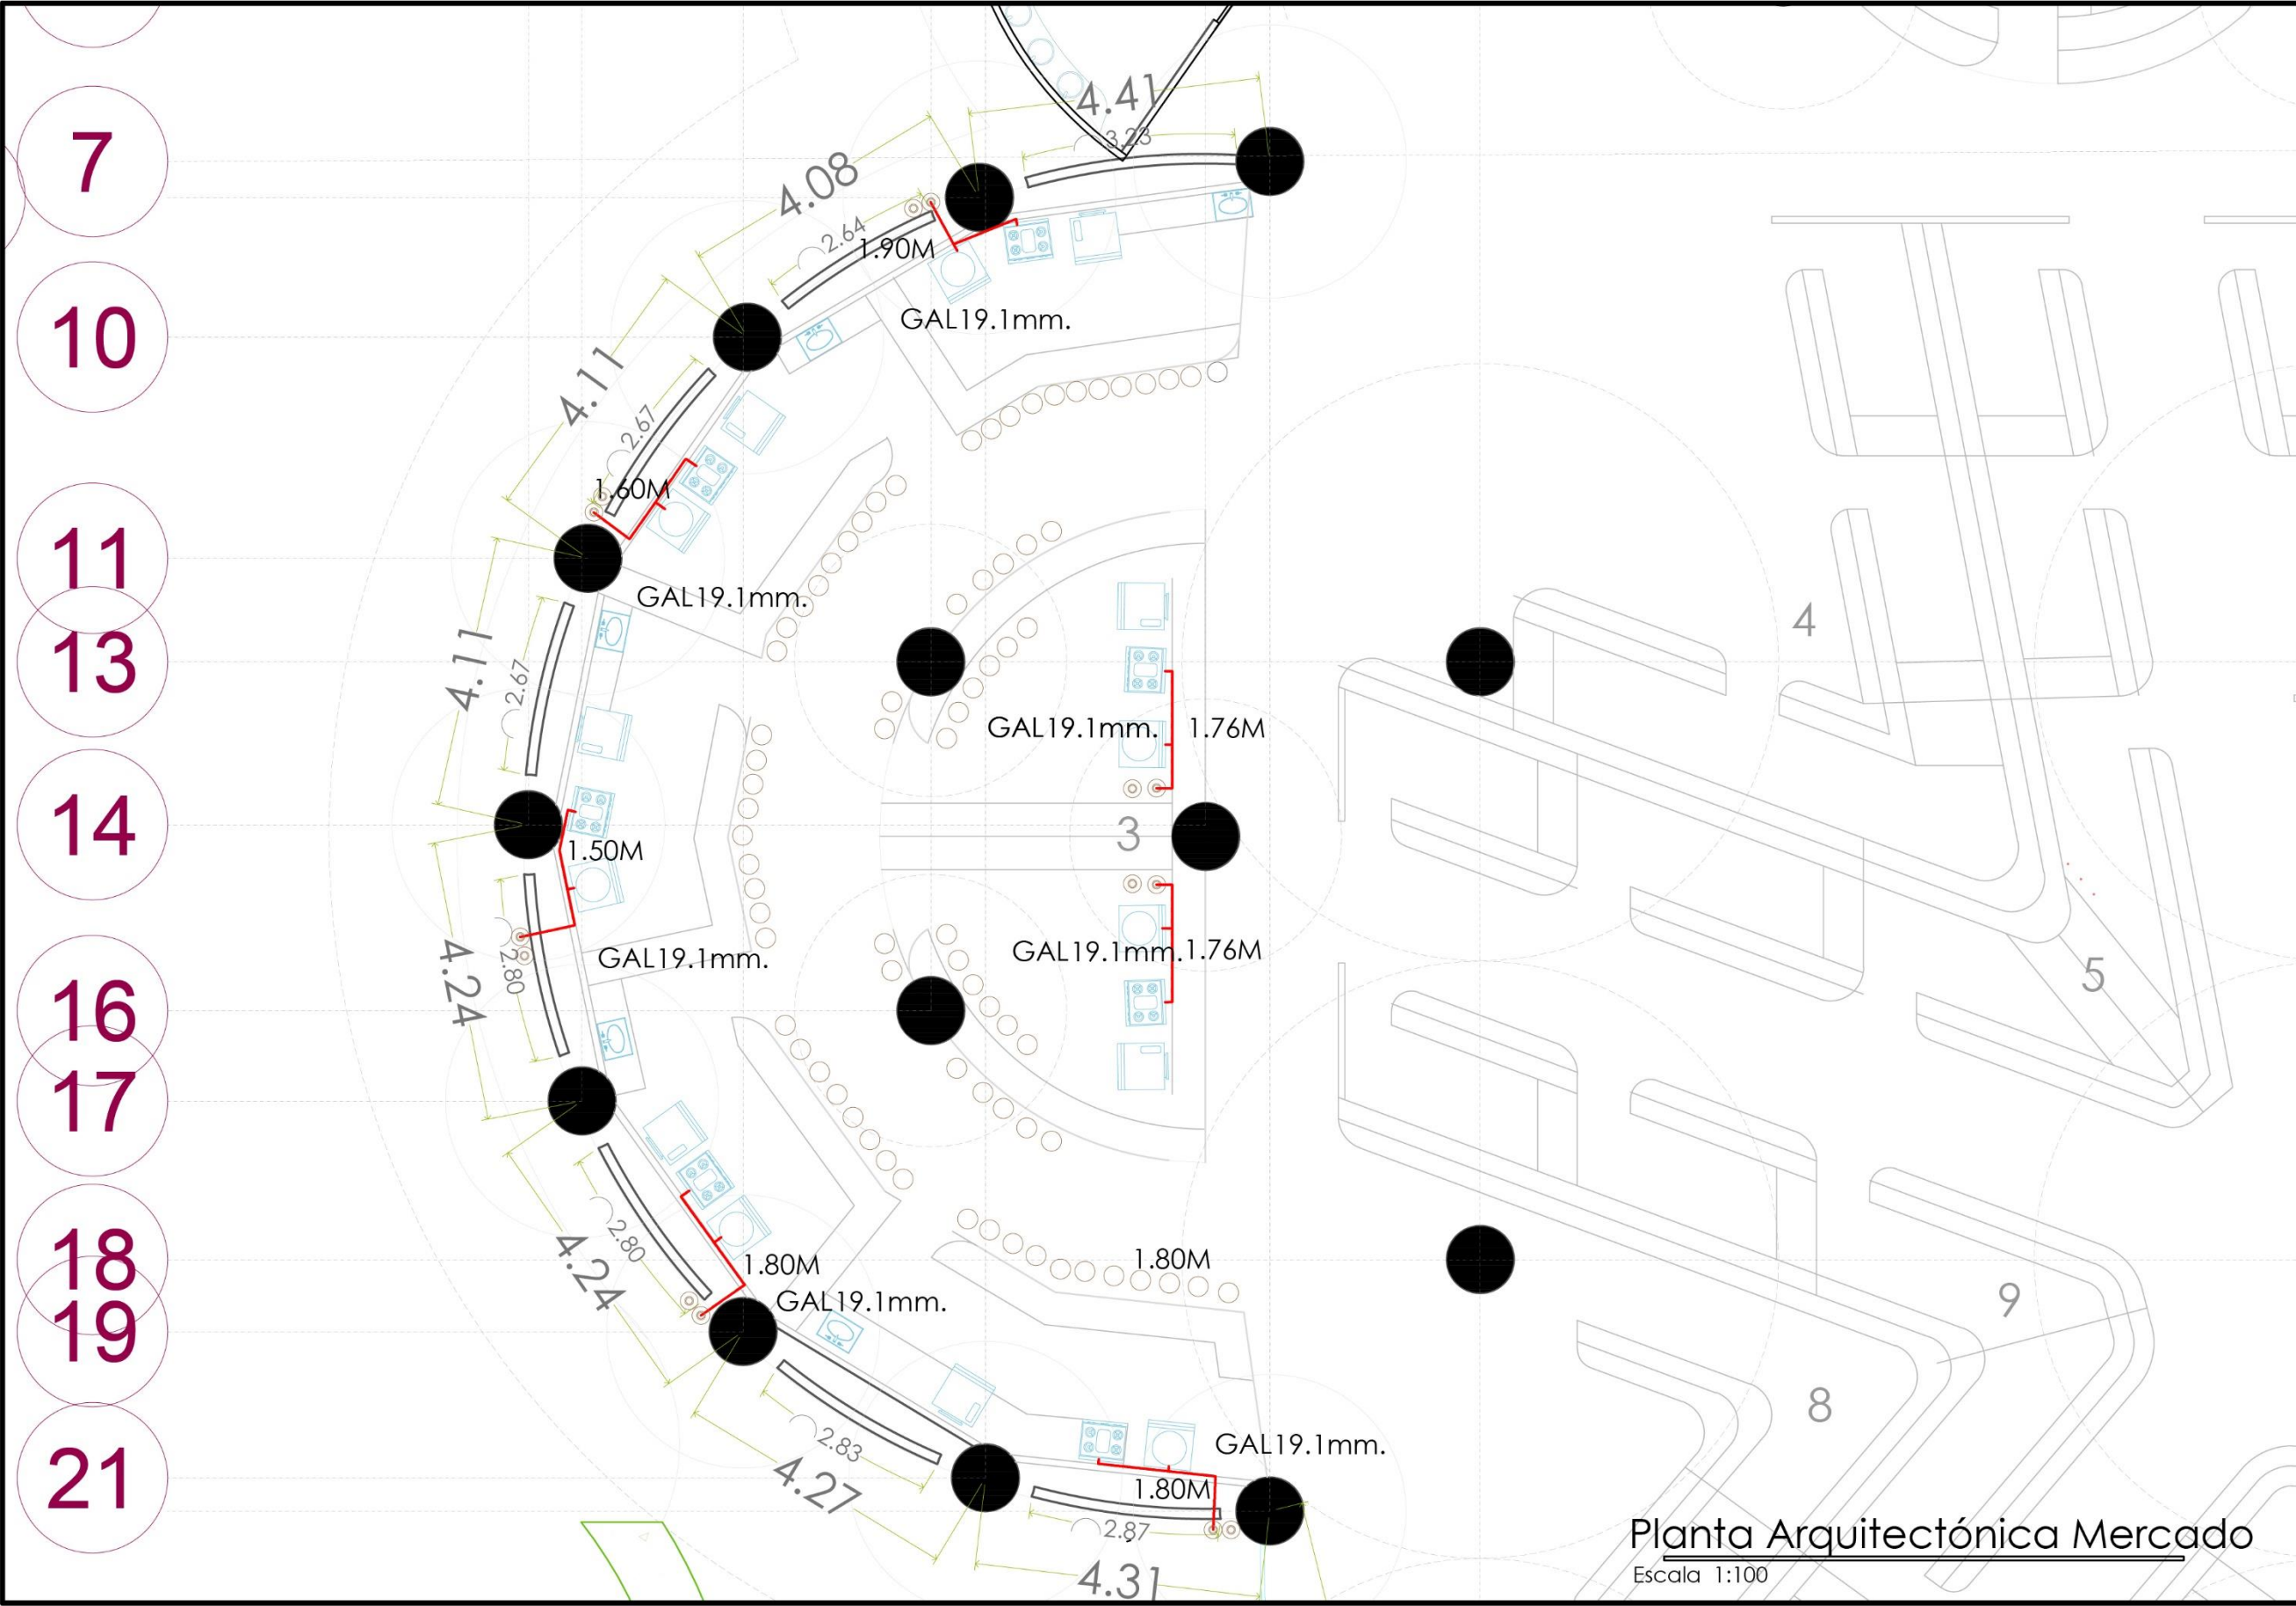 7
10
11
13
14
16
17
18
19
21
4.41
3.23
4.08
2.64
1.90M
GAL19.1mm.
4.11
2.67
1.60M
GAL19.1mm.
4.11
2.67
GAL19.1mm.
1.76M
4
3
1.50M
GAL19.1mm.
4.24
2.80
GAL19.1mm.
1.76M
5
4.24
2.80
1.80M
GAL19.1mm.
1.80M
9
8
4.27
2.83
GAL19.1mm.
1.80M
2.87
4.31
Planta Arquitectónica Mercado
Escala 1:100